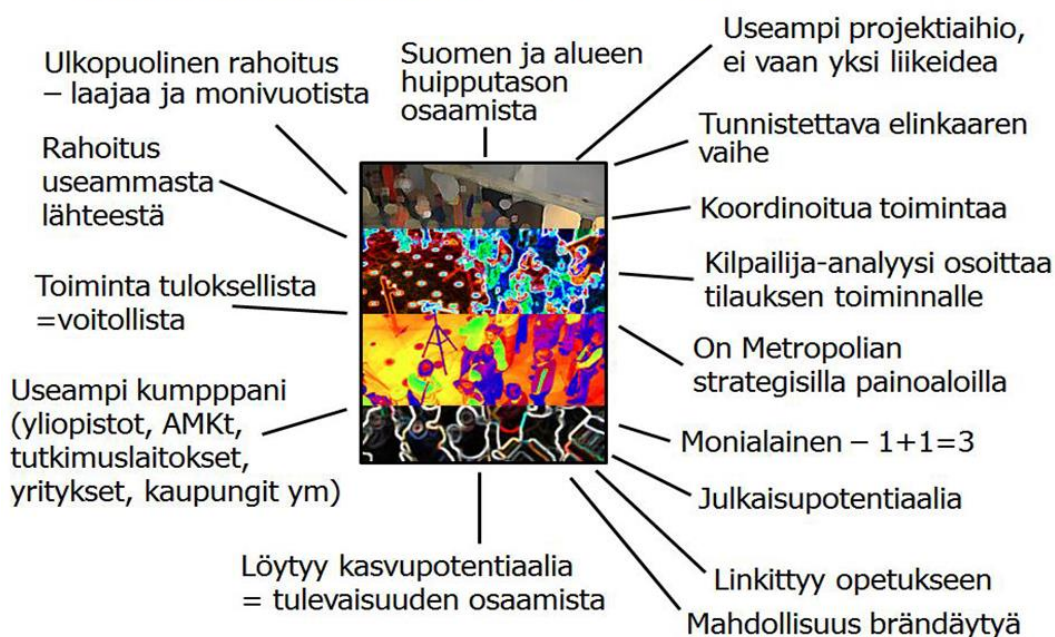 Ulkopuolinen rahoitus
– laajaa ja monivuotista
Rahoitus
useammasta
lähteestä
Toiminta tuloksellista
=voitollista
Useampi kumpppani
(yliopistot, AMKt,
tutkimuslaitokset,
yritykset, kaupungit ym)
Löytyy kasvupotentiaalia
= tulevaisuuden osaamista
Suomen ja alueen
huipputason
osaamista
Useampi projektiaihio,
ei vaan yksi liikeidea
Tunnistettava elinkaaren
vaihe
Koordinoitua toimintaa
Kilpailija-analyysi osoittaa
tilauksen toiminnalle
On Metropolian
strategisilla painoaloilla
Monialainen – 1+1=3
Julkaisupotentiaalia
Linkittyy opetukseen
Mahdollisuus brändäytyä